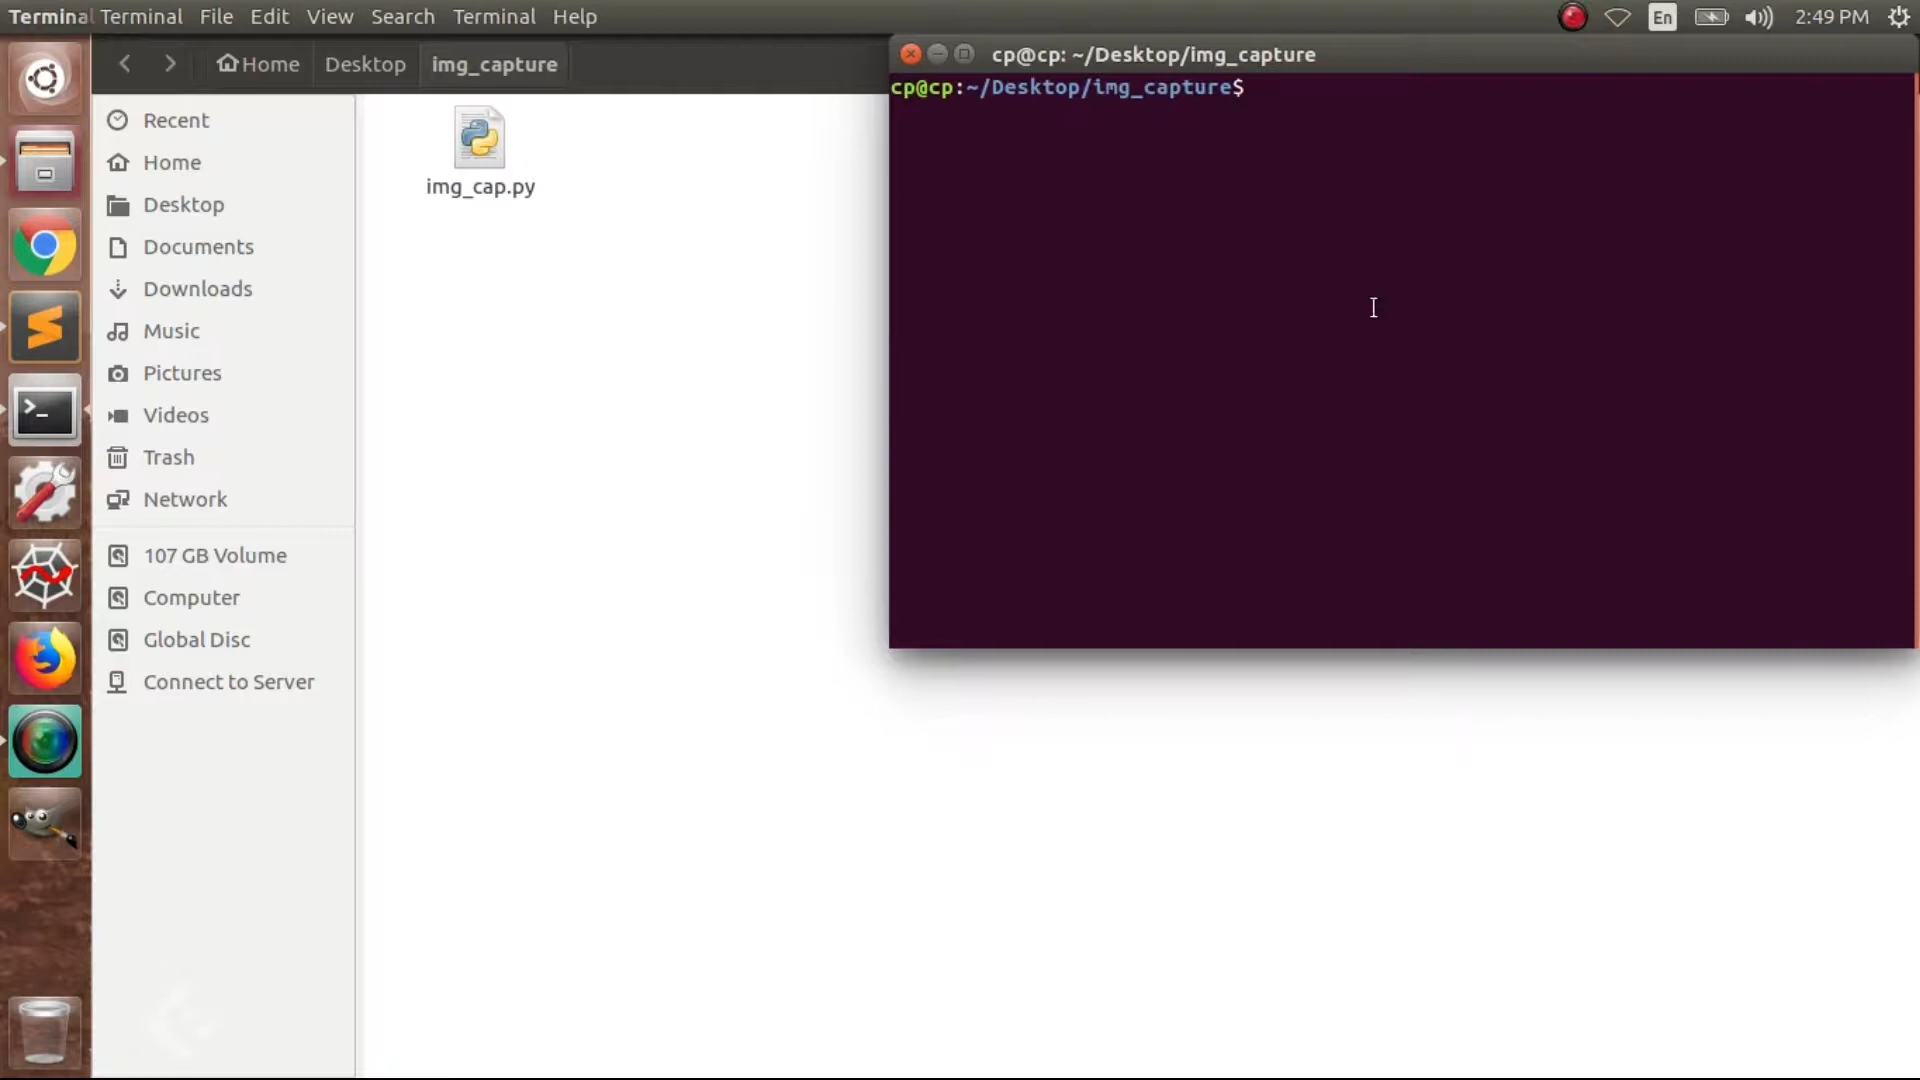 Terminal Terminal File Edit View Search Terminal Help
En 2:49 PM
Home Desktop img_capture
cp@cp: ~/Desktop/img_capture
cp@cp:~/Desktop/img_capture$
Recent
Home
Desktop
Documents
Downloads
Music
Pictures
Videos
Trash
Network
107 GB Volume
Computer
Global Disc
Connect to Server
img_cap.py